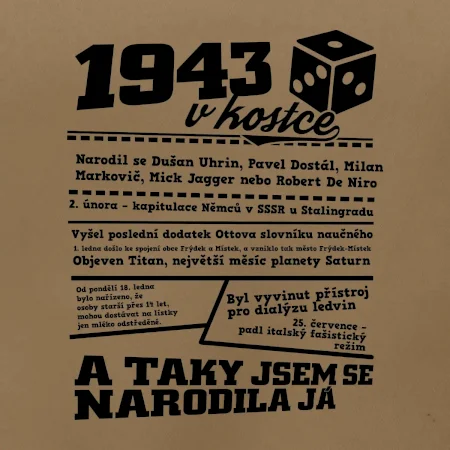 1943
v kostce
Narodil se Dušan Uhrin, Pavel Dostál, Milan
Markovič, Mick Jagger nebo Robert De Niro
2. února - kapitulace Němců v SSSR u Stalingradu
Vyšel poslední dodatek Ottova slovníku naučného
1. ledna došlo ke spojení obce Frýdek a Místek, a vzniklo tak město Frýdek-Místek
Objeven Titan, největší měsíc planety Saturn
Od pondělí 18. ledna
bylo nařízeno, že
osoby starší přes 14 let,
mohou dostávat na lístky
jen mléko odstředěné.
Byl vyvinut přístroj
pro dialýzu ledvin
25. července -
padl italský fašistický
režim
A TAKY JSEM SE
NARODILA JÁ